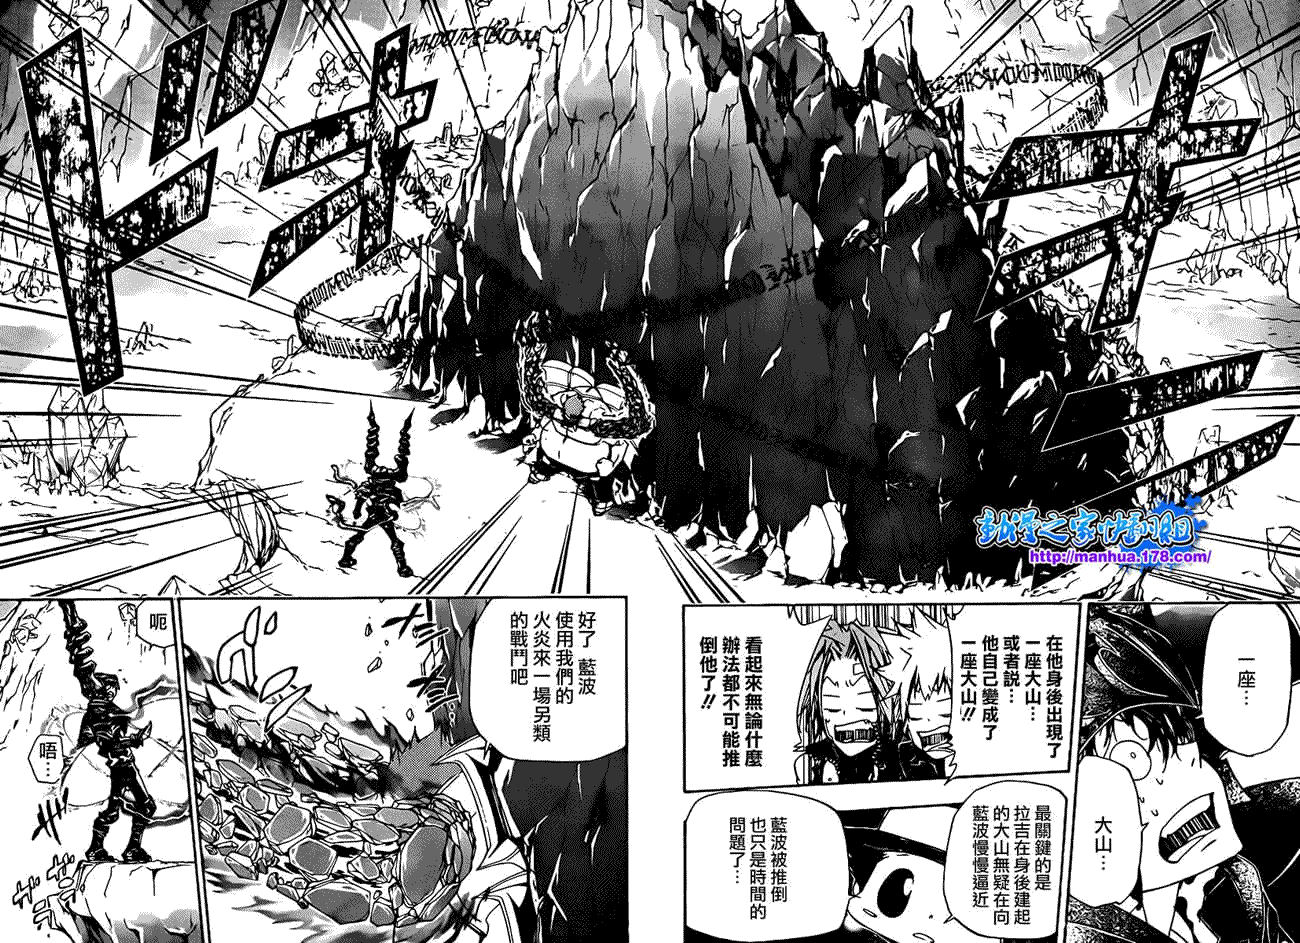 ドドドオオ
動漫之家
http://manhua.178.com/
一座…
大山…
在他身後出現了
一座大山…
或者說…
他自己變成了
一座大山!!
看起來無論什麼
辦法都不可能推
倒他了!!
最關鍵的是
拉吉在身後建起
的大山無疑在向
藍波慢慢逼近
藍波被推倒
也只是時間的
問題了…
好了 藍波
使用我們的
火炎來一場另類
的戰鬥吧
呃
唔…